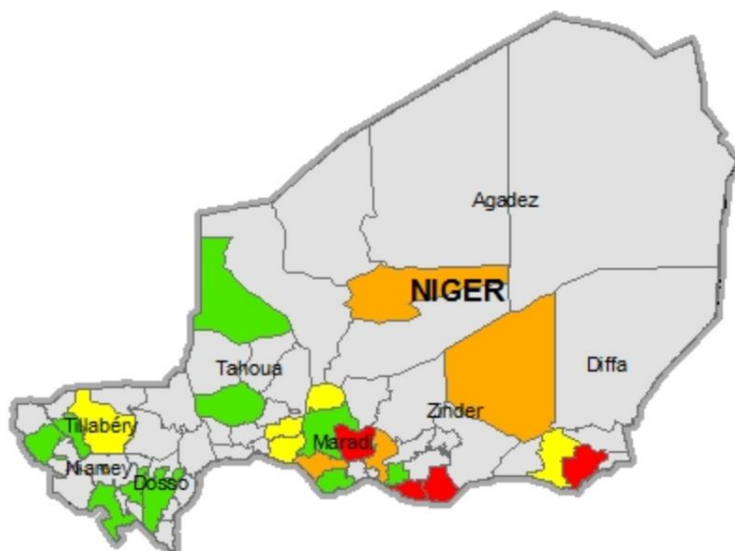 Agadez
NIGER
Diffa
Tahoua
Zinder
Tillabéry
Maradi
Niamey
Dosso